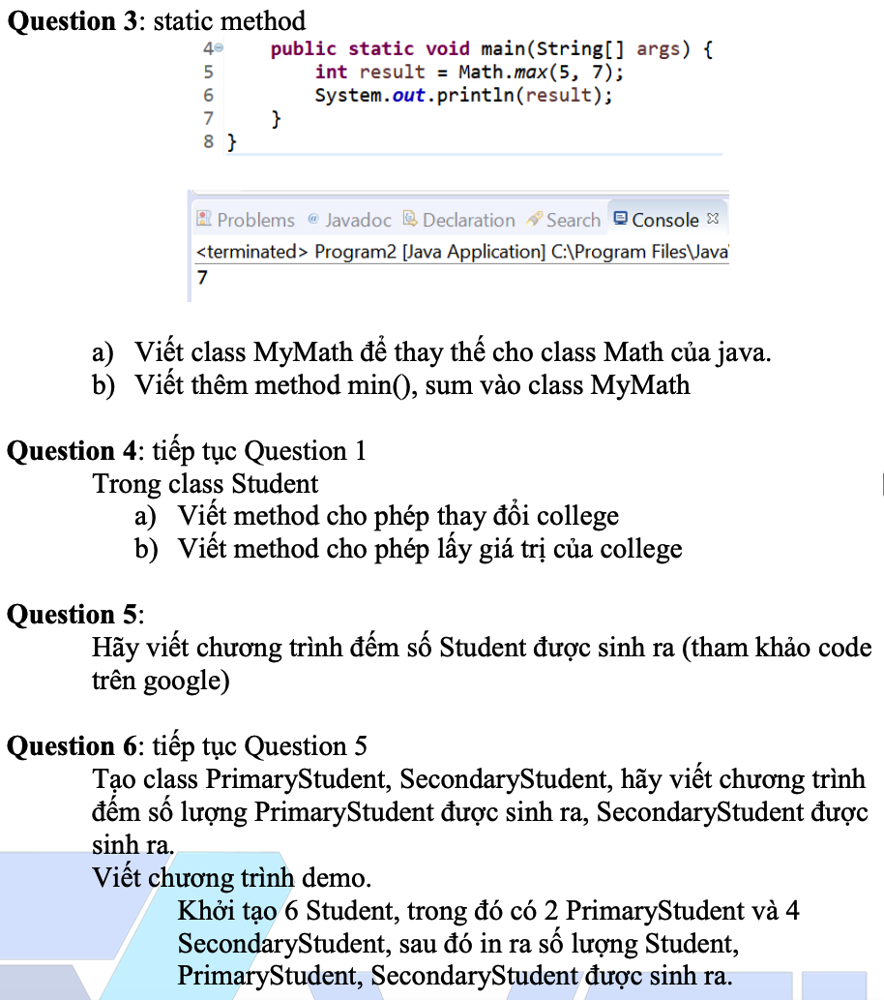 Question 3: static method
4 public static void main(String[] args) {
5 int result = Math.max(5, 7);
6 System.out.println(result);
7 }
8 }
Problems @ Javadoc Declaration Search Console
<terminated> Program2 [Java Application] C:\Program Files\Java\
7
a) Viết class MyMath để thay thế cho class Math của java.
b) Viết thêm method min(), sum vào class MyMath
Question 4: tiếp tục Question 1
Trong class Student
a) Viết method cho phép thay đổi college
b) Viết method cho phép lấy giá trị của college
Question 5:
Hãy viết chương trình đếm số Student được sinh ra (tham khảo code
trên google)
Question 6: tiếp tục Question 5
Tạo class PrimaryStudent, SecondaryStudent, hãy viết chương trình
đếm số lượng PrimaryStudent được sinh ra, SecondaryStudent được
sinh ra.
Viết chương trình demo.
Khởi tạo 6 Student, trong đó có 2 PrimaryStudent và 4
SecondaryStudent, sau đó in ra số lượng Student,
PrimaryStudent, SecondaryStudent được sinh ra.